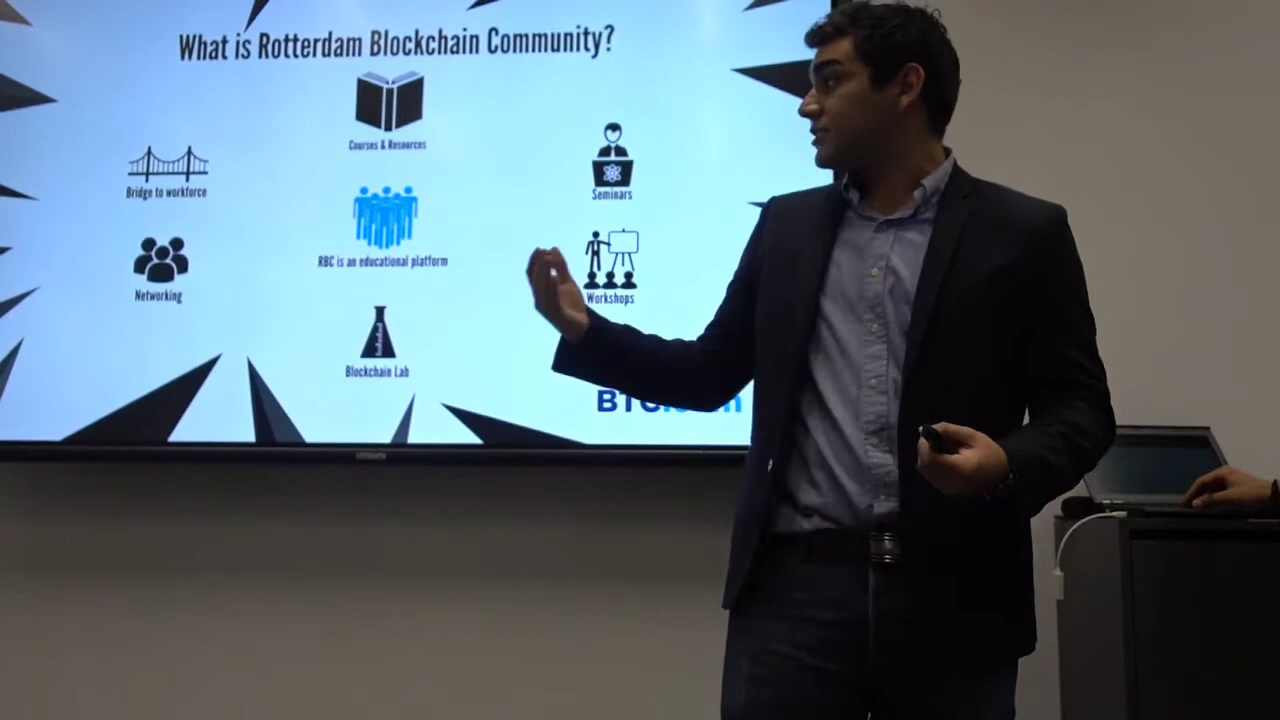 What is Rotterdam Blockchain Community?
Courses & Resources
Bridge to workforce
Seminars
RBC is an educational platform
Networking
Workshops
Blockchain Lab